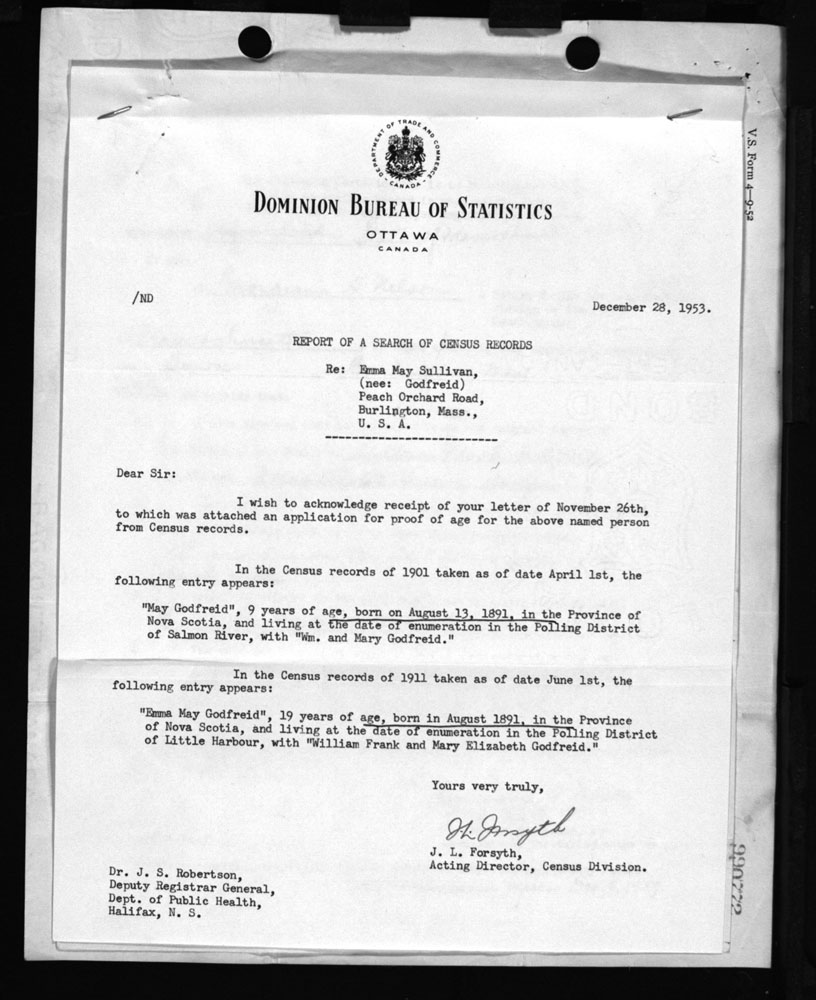 DEPARTMENT OF TRADE AND COMMERCE
CANADA
DOMINION BUREAU OF STATISTICS
OTTAWA
CANADA
V.S. Form 4—9-52
/ND
December 28, 1953.
REPORT OF A SEARCH OF CENSUS RECORDS
Re: Emma May Sullivan,
(nee: Godfreid)
Peach Orchard Road,
Burlington, Mass.,
U. S. A.
Dear Sir:
I wish to acknowledge receipt of your letter of November 26th,
to which was attached an application for proof of age for the above named person
from Census records.
In the Census records of 1901 taken as of date April 1st, the
following entry appears:
"May Godfreid", 9 years of age, born on August 13, 1891, in the Province of
Nova Scotia, and living at the date of enumeration in the Polling District
of Salmon River, with "Wm. and Mary Godfreid."
In the Census records of 1911 taken as of date June 1st, the
following entry appears:
"Emma May Godfreid", 19 years of age, born in August 1891, in the Province
of Nova Scotia, and living at the date of enumeration in the Polling District
of Little Harbour, with "William Frank and Mary Elizabeth Godfreid."
Yours very truly,
J. L. Forsyth,
Acting Director, Census Division.
Dr. J. S. Robertson,
Deputy Registrar General,
Dept. of Public Health,
Halifax, N. S.